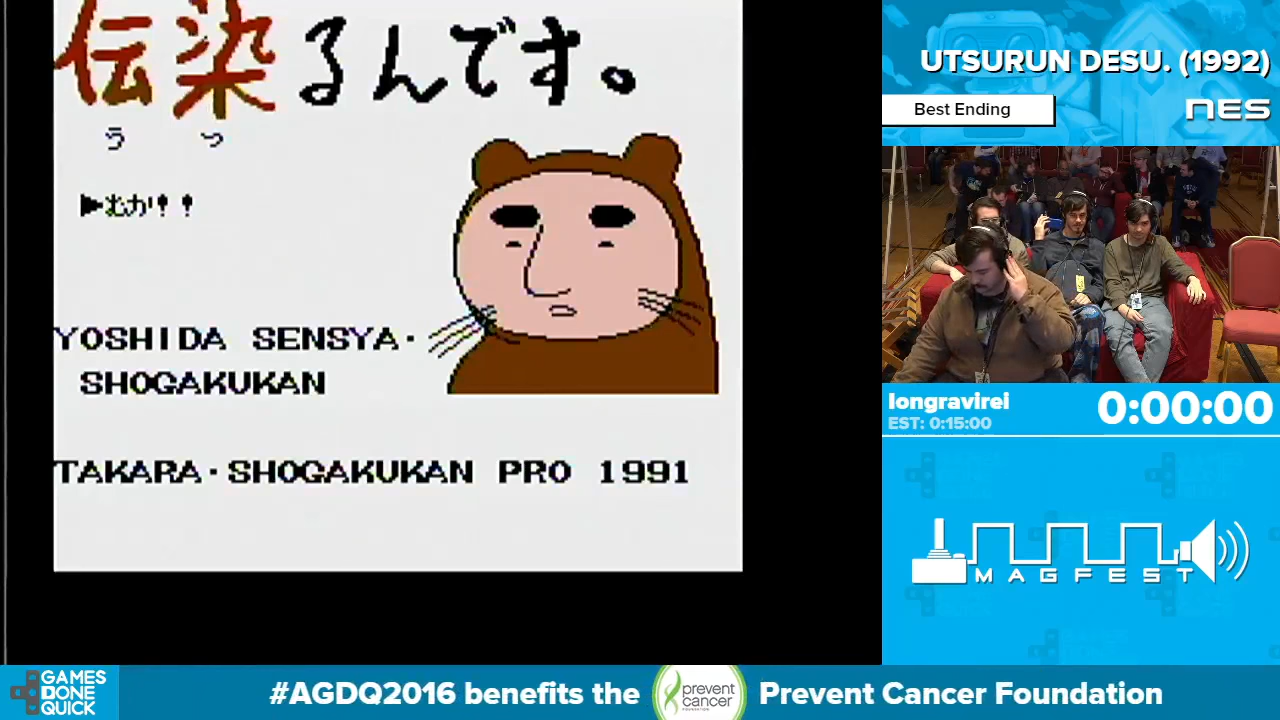 伝染るんです。
うつ
▶むか!!
YOSHIDA SENSYA・
SHOGAKUKAN
TAKARA・SHOGAKUKAN PRO 1991
UTSURUN DESU. (1992)
Best Ending
NES
longravirei
0:00:00
EST: 0:15:00
MAGFEST
GAMES
DONE
QUICK
#AGDQ2016 benefits the
prevent
cancer
FOUNDATION
Prevent Cancer Foundation